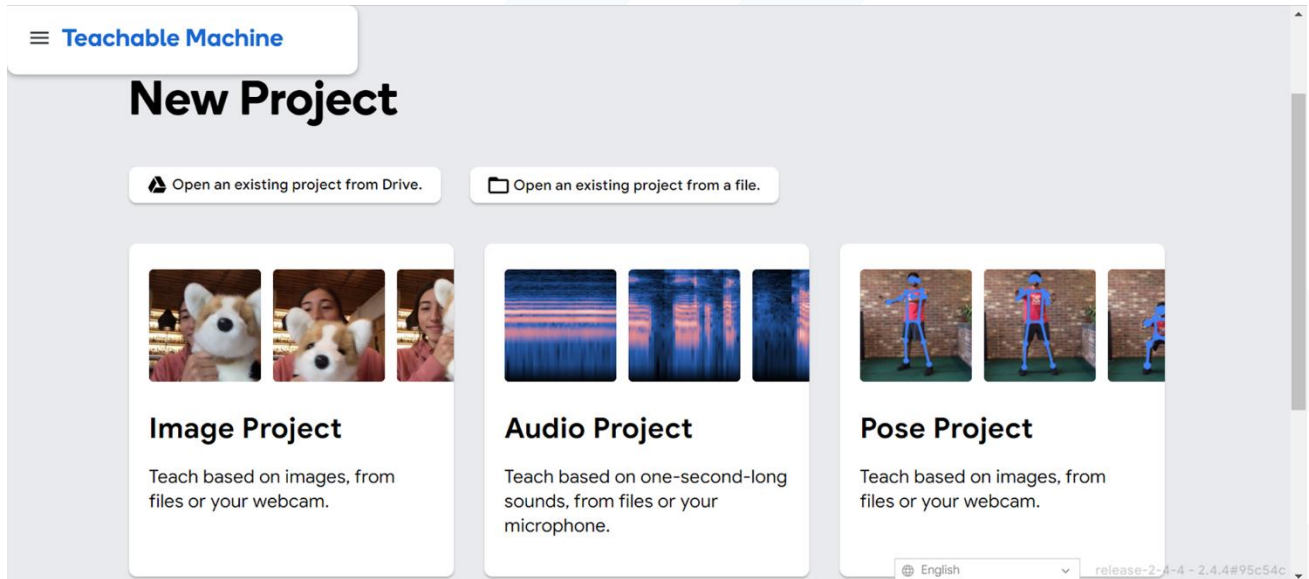 Teachable Machine
New Project
Open an existing project from Drive.
Open an existing project from a file.
Image Project
Teach based on images, from
files or your webcam.
Audio Project
Teach based on one-second-long
sounds, from files or your
microphone.
Pose Project
Teach based on images, from
files or your webcam.
English
release-2-4-4 - 2.4.4#95c54c